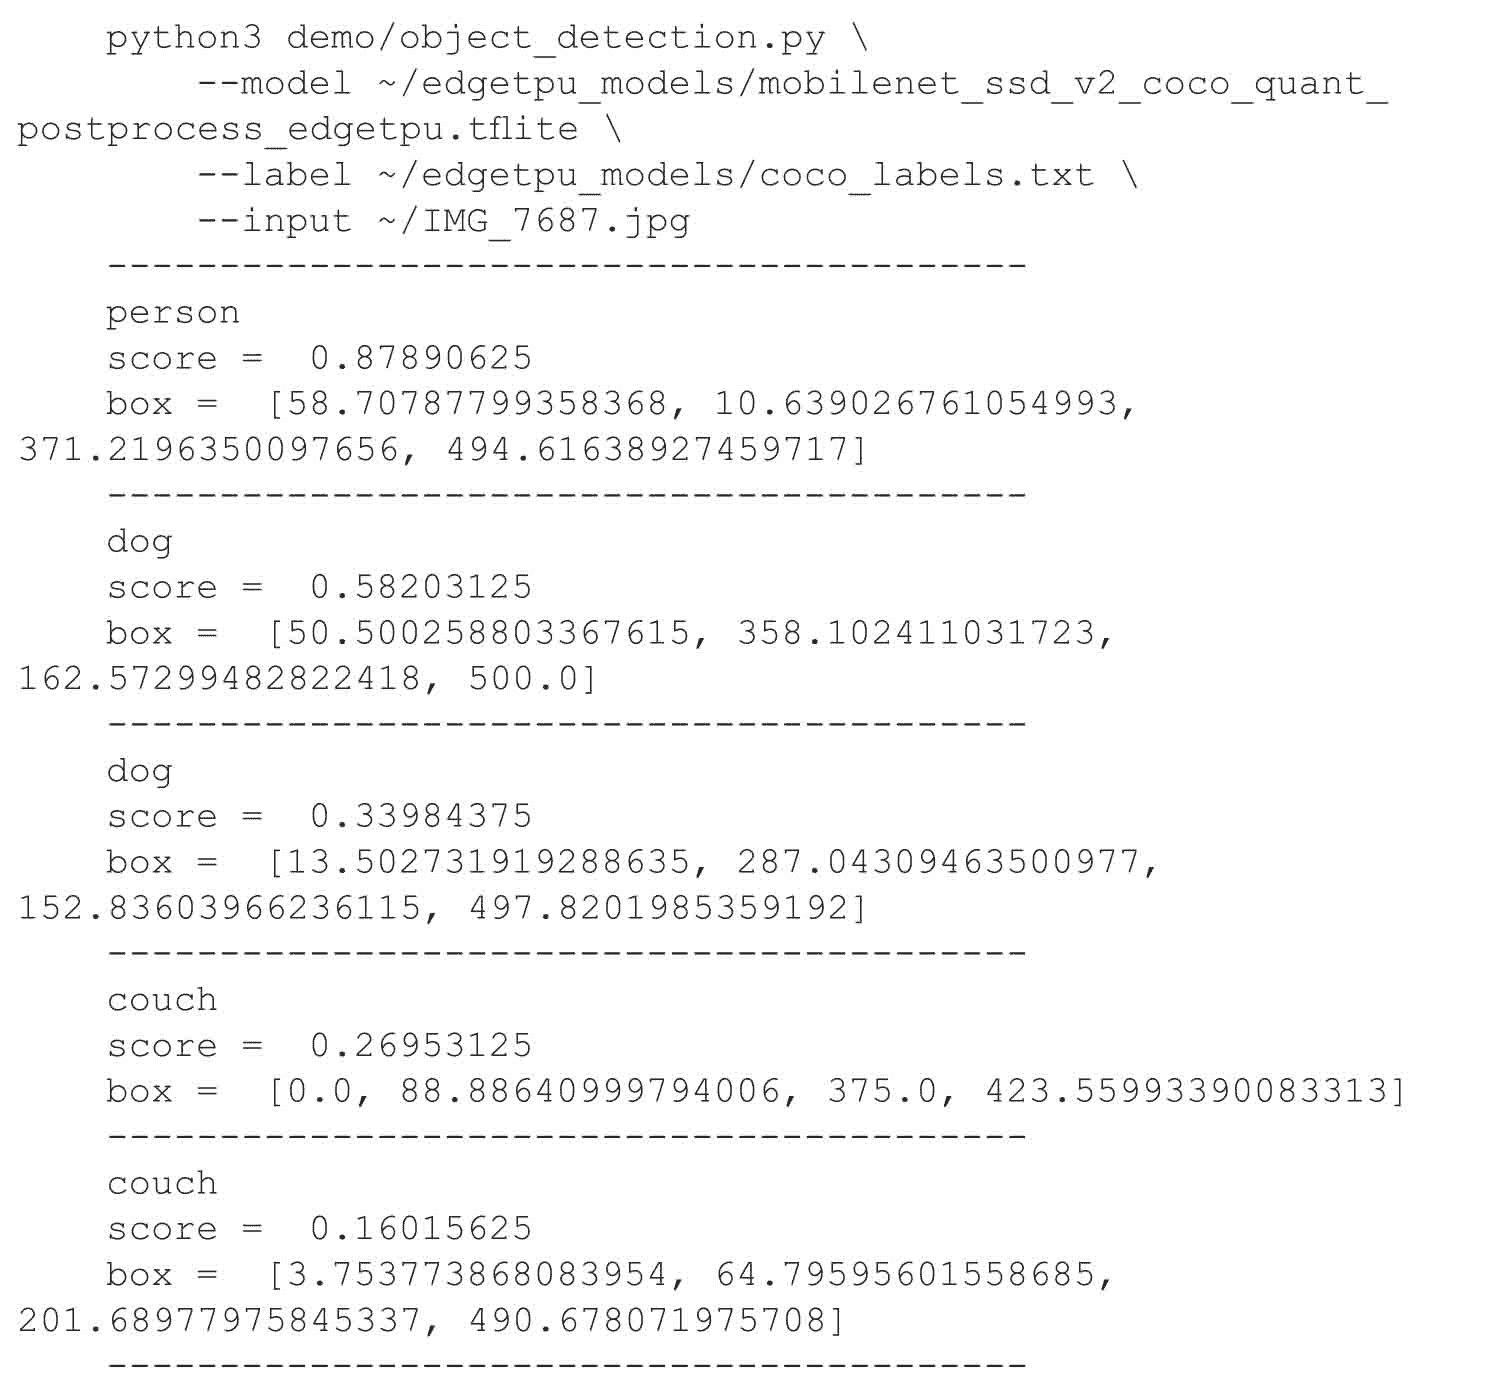 python3 demo/object_detection.py \
--model ~/edgetpu_models/mobilenet_ssd_v2_coco_quant_
postprocess_edgetpu.tflite \
--label ~/edgetpu_models/coco_labels.txt \
--input ~/IMG_7687.jpg
-----------------------------------------
person
score =  0.87890625
box =  [58.70787799358368, 10.639026761054993,
371.2196350097656, 494.61638927459717]
-----------------------------------------
dog
score =  0.58203125
box =  [50.500258803367615, 358.102411031723,
162.57299482822418, 500.0]
-----------------------------------------
dog
score =  0.33984375
box =  [13.502731919288635, 287.04309463500977,
152.83603966236115, 497.8201985359192]
-----------------------------------------
couch
score =  0.26953125
box =  [0.0, 88.88640999794006, 375.0, 423.55993390083313]
-----------------------------------------
couch
score =  0.16015625
box =  [3.753773868083954, 64.79595601558685,
201.68977975845337, 490.678071975708]
-----------------------------------------